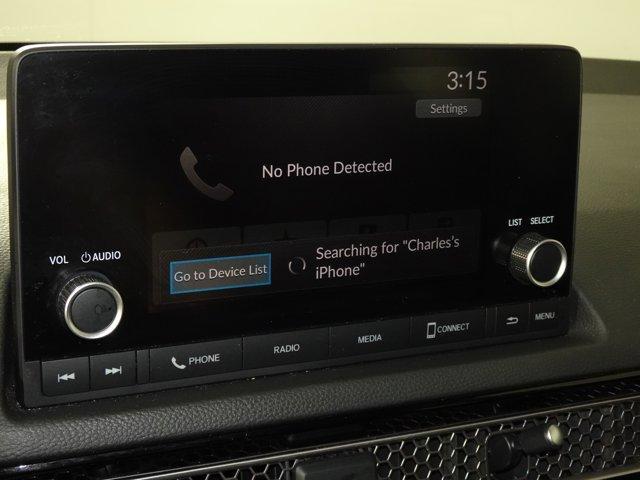 3:15
Settings
No Phone Detected
LIST SELECT
VOL AUDIO
Go to Device List
Searching for "Charles's
iPhone"
PHONE
RADIO
MEDIA
CONNECT
MENU